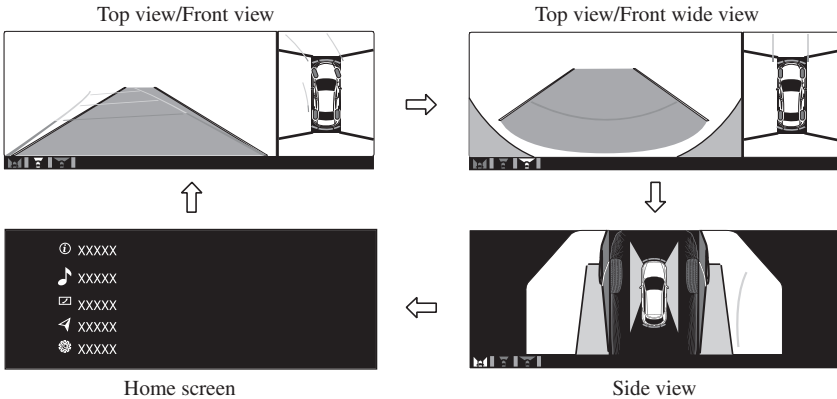 Top view/Front view
Top view/Front wide view
XXXXX
XXXXX
XXXXX
XXXXX
XXXXX
Home screen
Side view